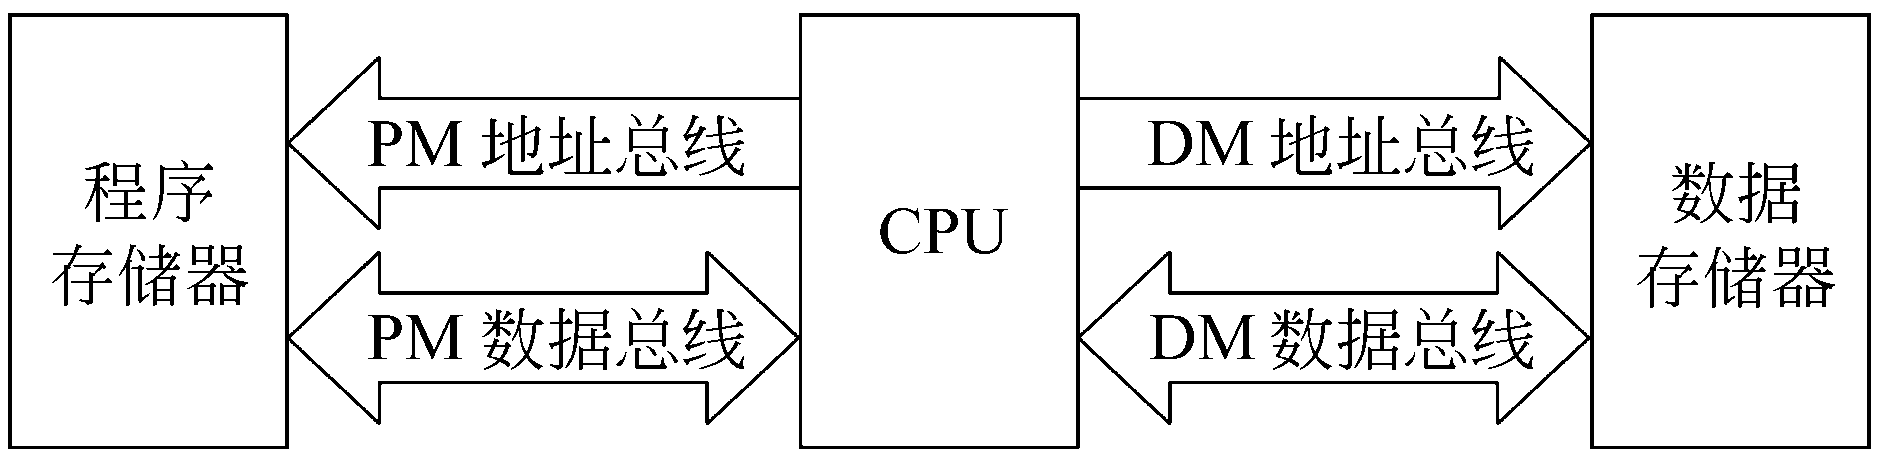 程序
存储器
PM 地址总线
PM 数据总线
CPU
DM 地址总线
DM 数据总线
数据
存储器